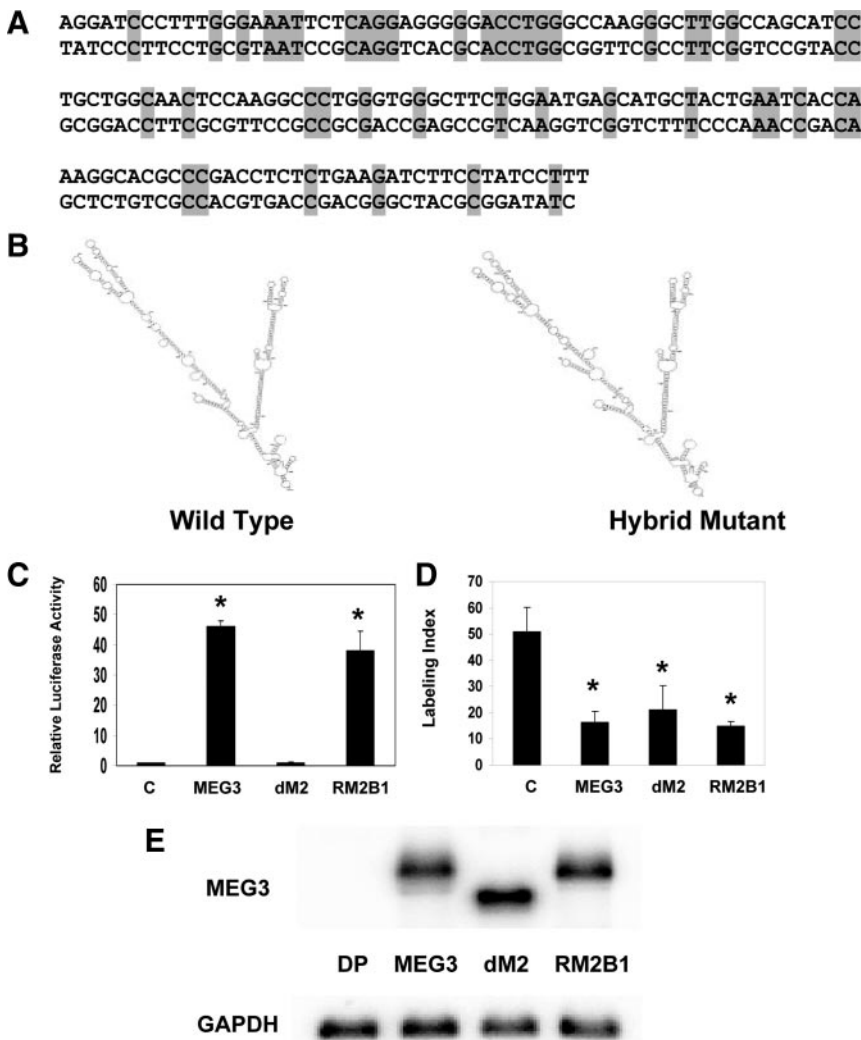 A
AGGATCCCTTTGGGAAATTCTCAGGAGGGGGACCTGGGCCAAGGGCTTGGCCAGCATCC
TATCCCTTCCTGCGTAATCCGCAGGTCACGCACCTGGCGGTTCGCCTTCGGTCCGTACC
TGCTGGCAACTCCAAGGCCCTGGGTGGGCTTCTGGAATGAGCATGCTACTGAATCACCA
GCGGACCTTCGCGTTCCGCCGCGACCGAGCCGTCAAGGTCGGTCTTTCCCAAACCGACA
AAGGCACGCCCGACCTCTCTGAAGATCTTCCTATCCTTT
GCTCTGTCGCCACGTGACCGACGGGCTACGCGGATATC
B
Wild Type
Hybrid Mutant
C
Relative Luciferase Activity
60
50
40
30
20
10
0
*
*
C MEG3 dM2 RM2B1
D
Labeling Index
70
60
50
40
30
20
10
0
*
*
*
C MEG3 dM2 RM2B1
E
MEG3
DP MEG3 dM2 RM2B1
GAPDH